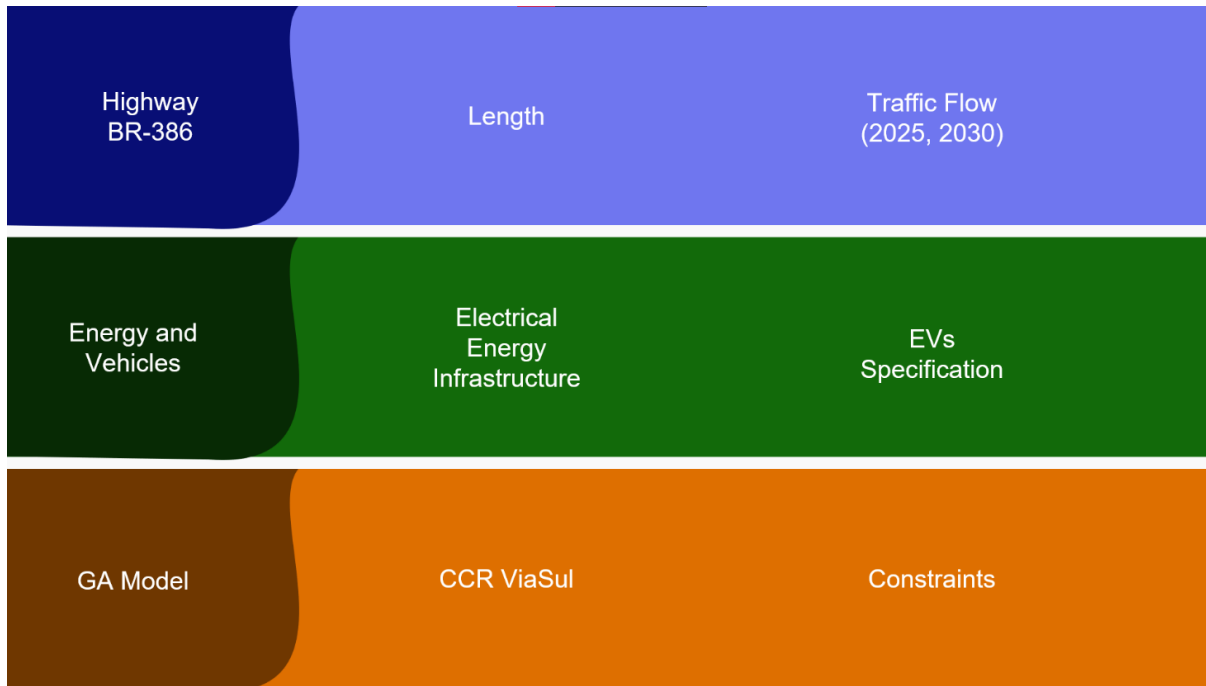 Highway
BR-386
Length
Traffic Flow
(2025, 2030)
Energy and
Vehicles
Electrical
Energy
Infrastructure
EVs
Specification
GA Model
CCR ViaSul
Constraints